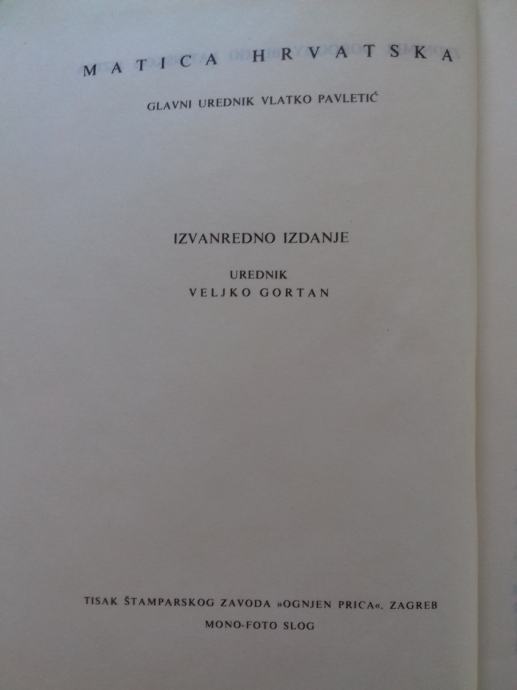 MATICA HRVATSKA
GLAVNI UREDNIK VLATKO PAVLETIĆ
IZVANREDNO IZDANJE
UREDNIK
VELJKO GORTAN
TISAK ŠTAMPARSKOG ZAVODA »OGNJEN PRICA«, ZAGREB
MONO-FOTO SLOG